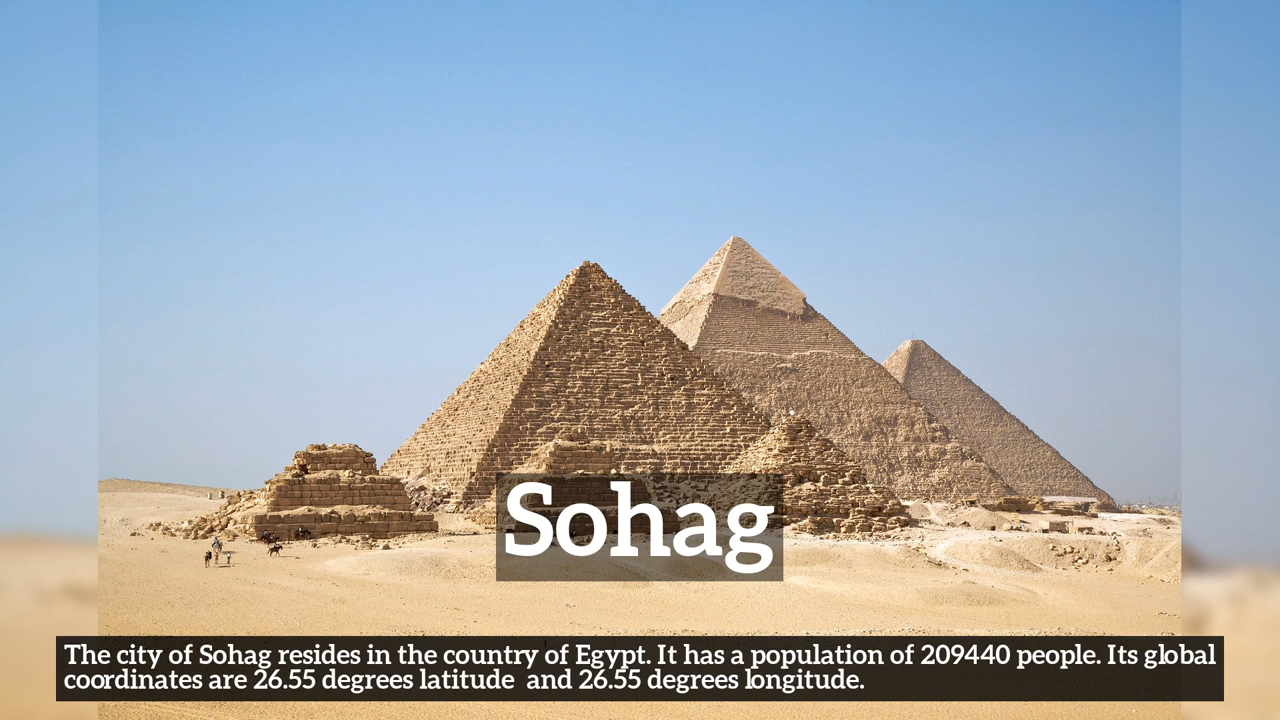 Sohag
The city of Sohag resides in the country of Egypt. It has a population of 209440 people. Its global
coordinates are 26.55 degrees latitude  and 26.55 degrees longitude.